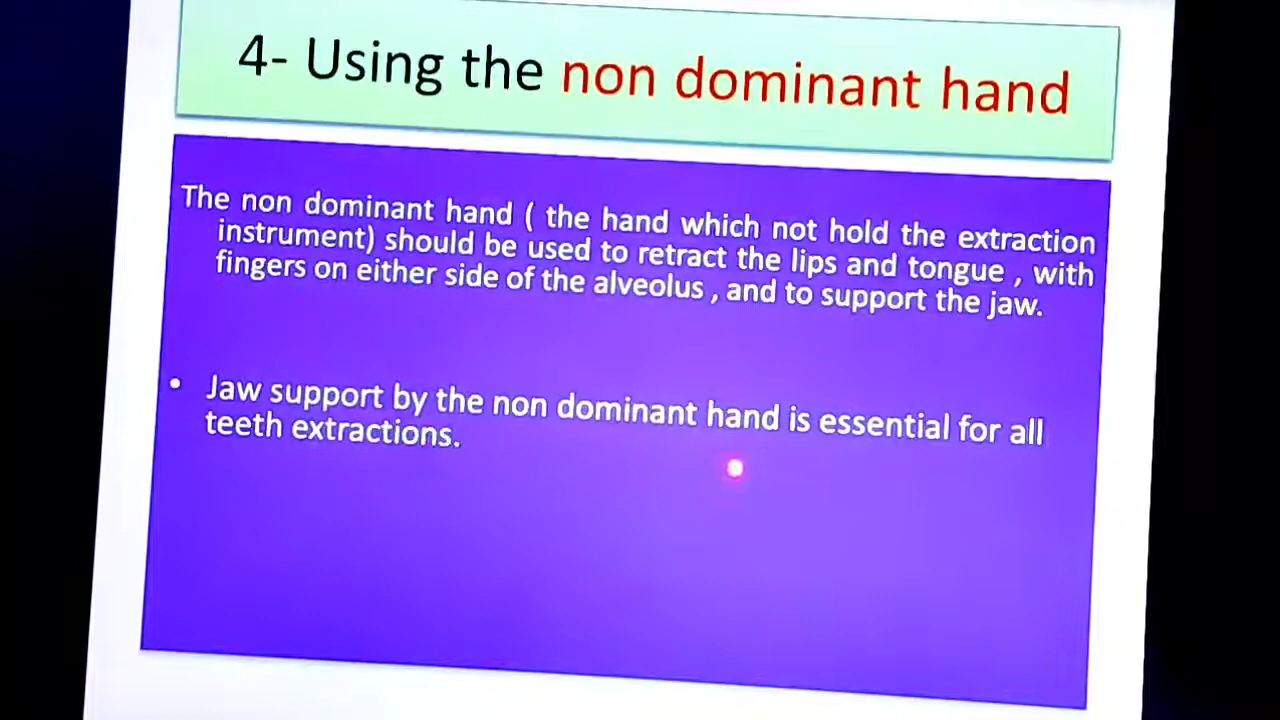 4- Using the non dominant hand
The non dominant hand ( the hand which not hold the extraction
instrument) should be used to retract the lips and tongue , with
fingers on either side of the alveolus , and to support the jaw.
• Jaw support by the non dominant hand is essential for all
teeth extractions.